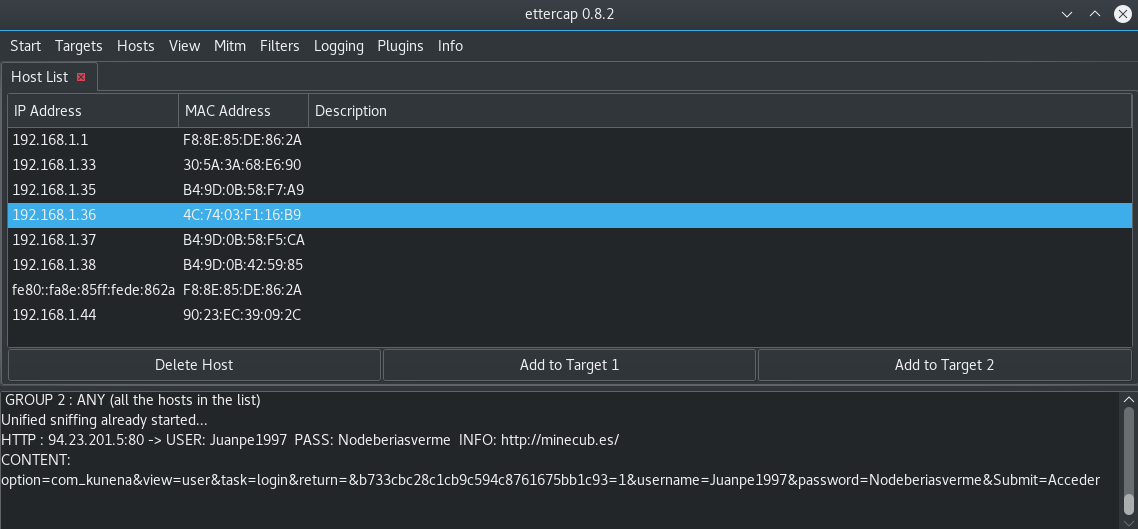 ettercap 0.8.2
Start Targets Hosts View Mitm Filters Logging Plugins Info
Host List
IP Address MAC Address Description
192.168.1.1 F8:8E:85:DE:86:2A
192.168.1.33 30:5A:3A:68:E6:90
192.168.1.35 B4:9D:0B:58:F7:A9
192.168.1.36 4C:74:03:F1:16:B9
192.168.1.37 B4:9D:0B:58:F5:CA
192.168.1.38 B4:9D:0B:42:59:85
fe80::fa8e:85ff:fede:862a F8:8E:85:DE:86:2A
192.168.1.44 90:23:EC:39:09:2C
Delete Host Add to Target 1 Add to Target 2
GROUP 2 : ANY (all the hosts in the list)
Unified sniffing already started...
HTTP : 94.23.201.5:80 -> USER: Juanpe1997 PASS: Nodeberiasverme INFO: http://minecub.es/
CONTENT:
option=com_kunena&view=user&task=login&return=&b733cbc28c1cb9c594c8761675bb1c93=1&username=Juanpe1997&password=Nodeberiasverme&Submit=Acceder